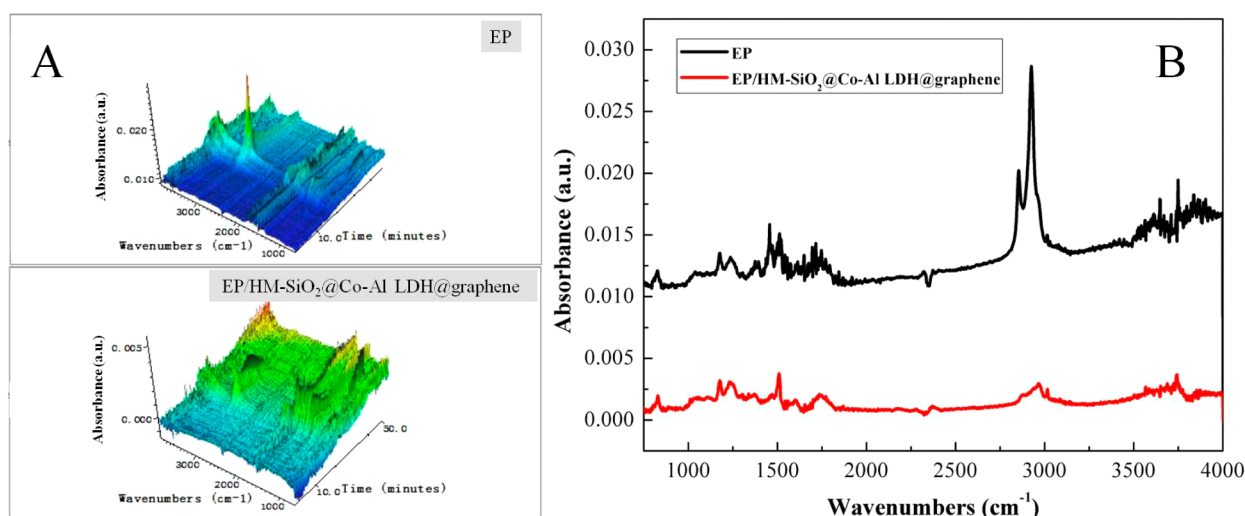 A
EP
Absorbance (a.u.)
0.020
0.010
3000
2000
1000
Wavenumbers (cm-1)
10.0
Time (minutes)
EP/HM-SiO₂@Co-Al LDH@graphene
Absorbance (a.u.)
0.005
0.000
3000
2000
1000
Wavenumbers (cm-1)
10.0
Time (minutes)
30.0
B
EP
EP/HM-SiO₂@Co-Al LDH@graphene
Absorbance (a.u.)
0.030
0.025
0.020
0.015
0.010
0.005
0.000
1000 1500 2000 2500 3000 3500 4000
Wavenumbers (cm⁻¹)